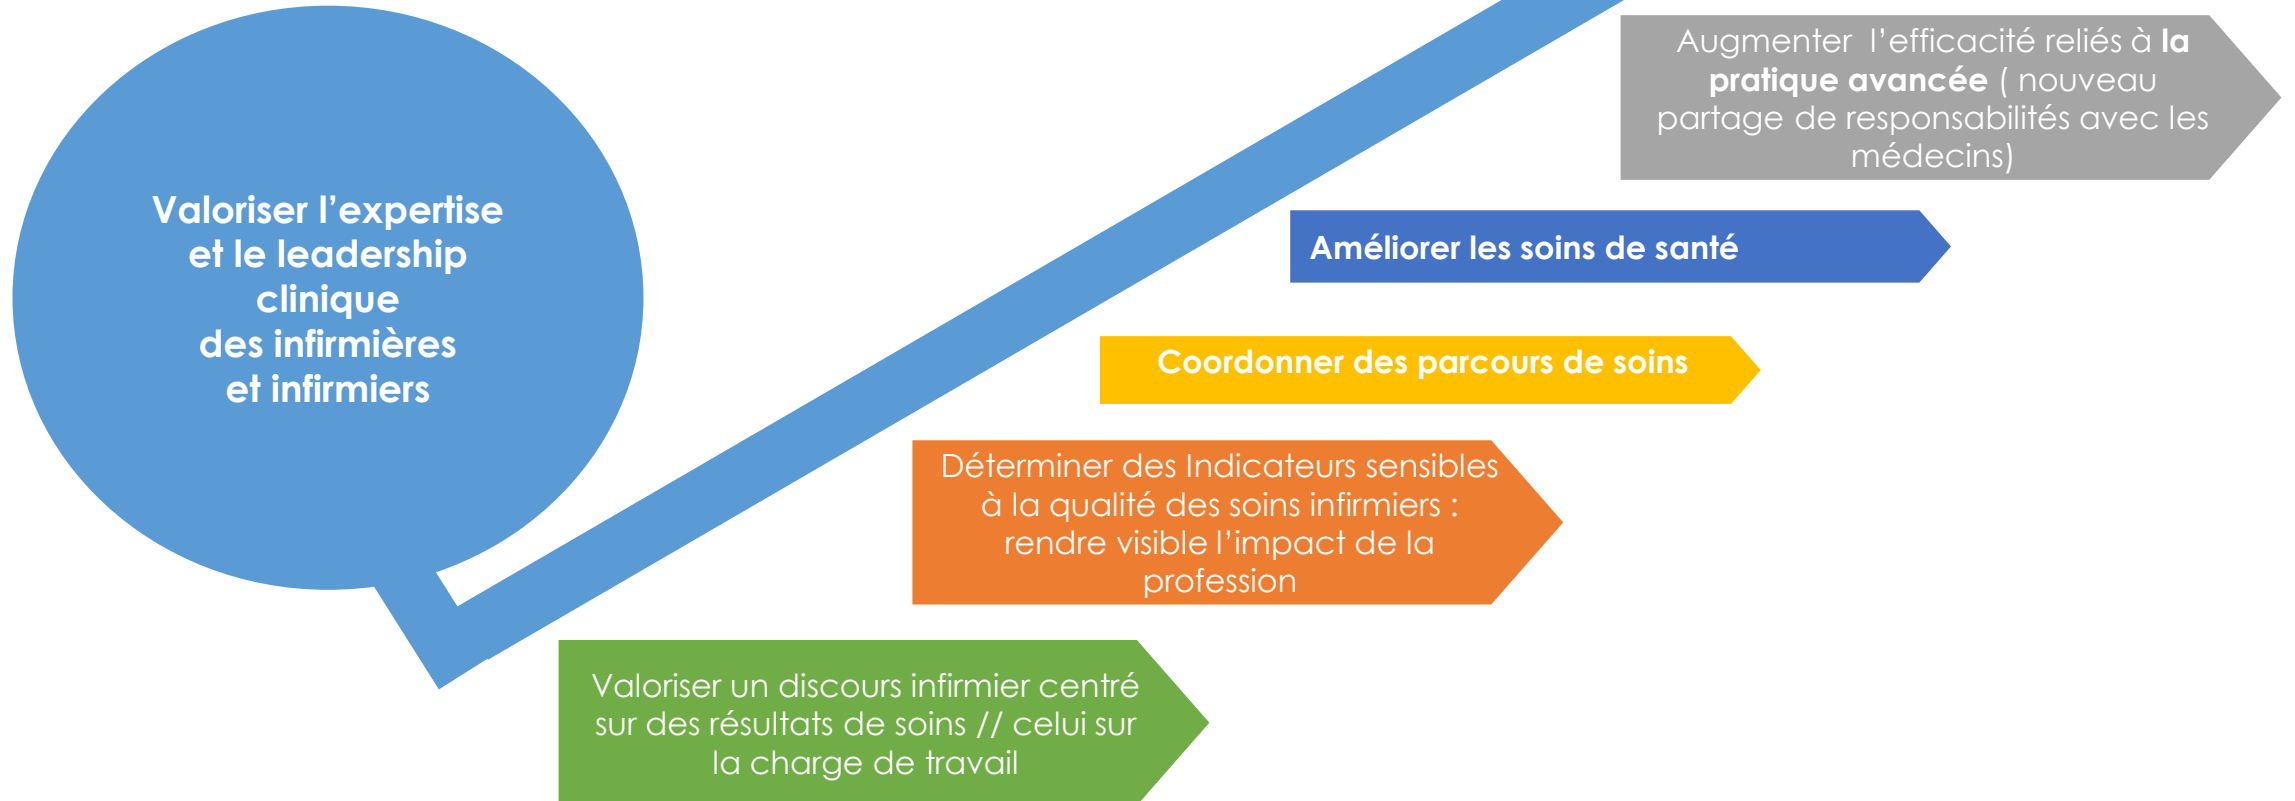 Valoriser l’expertise
et le leadership
clinique
des infirmières
et infirmiers
Augmenter  l’efficacité reliés à la
pratique avancée ( nouveau
partage de responsabilités avec les
médecins)
Améliorer les soins de santé
Coordonner des parcours de soins
Déterminer des Indicateurs sensibles
à la qualité des soins infirmiers :
rendre visible l’impact de la
profession
Valoriser un discours infirmier centré
sur des résultats de soins // celui sur
la charge de travail